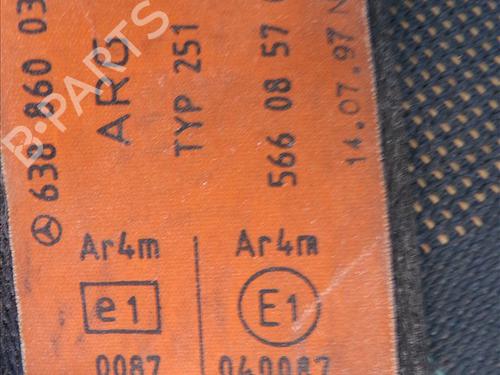 638 860 03
ARG
TYP 251
566 08 57
14.07.97 N
Ar4m
e1
0087
Ar4m
E1
040087
B-PARTS